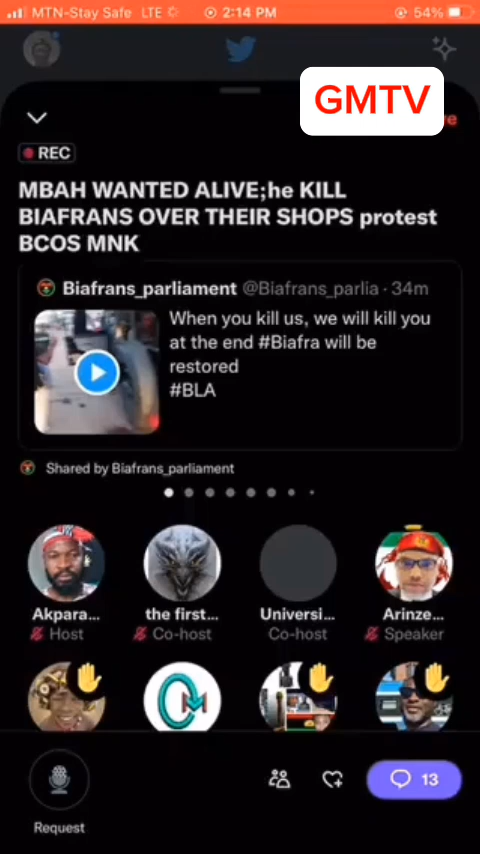 MTN-Stay Safe LTE 2:14 PM 54%
GMTV
REC
MBAH WANTED ALIVE;he KILL
BIAFRANS OVER THEIR SHOPS protest
BCOS MNK
Biafrans_parliament @Biafrans_parlia · 34m
When you kill us, we will kill you
at the end #Biafra will be
restored
#BLA
Shared by Biafrans_parliament
Akpara... the first... Universi... Arinze...
Host Co-host Co-host Speaker
CM
13
Request